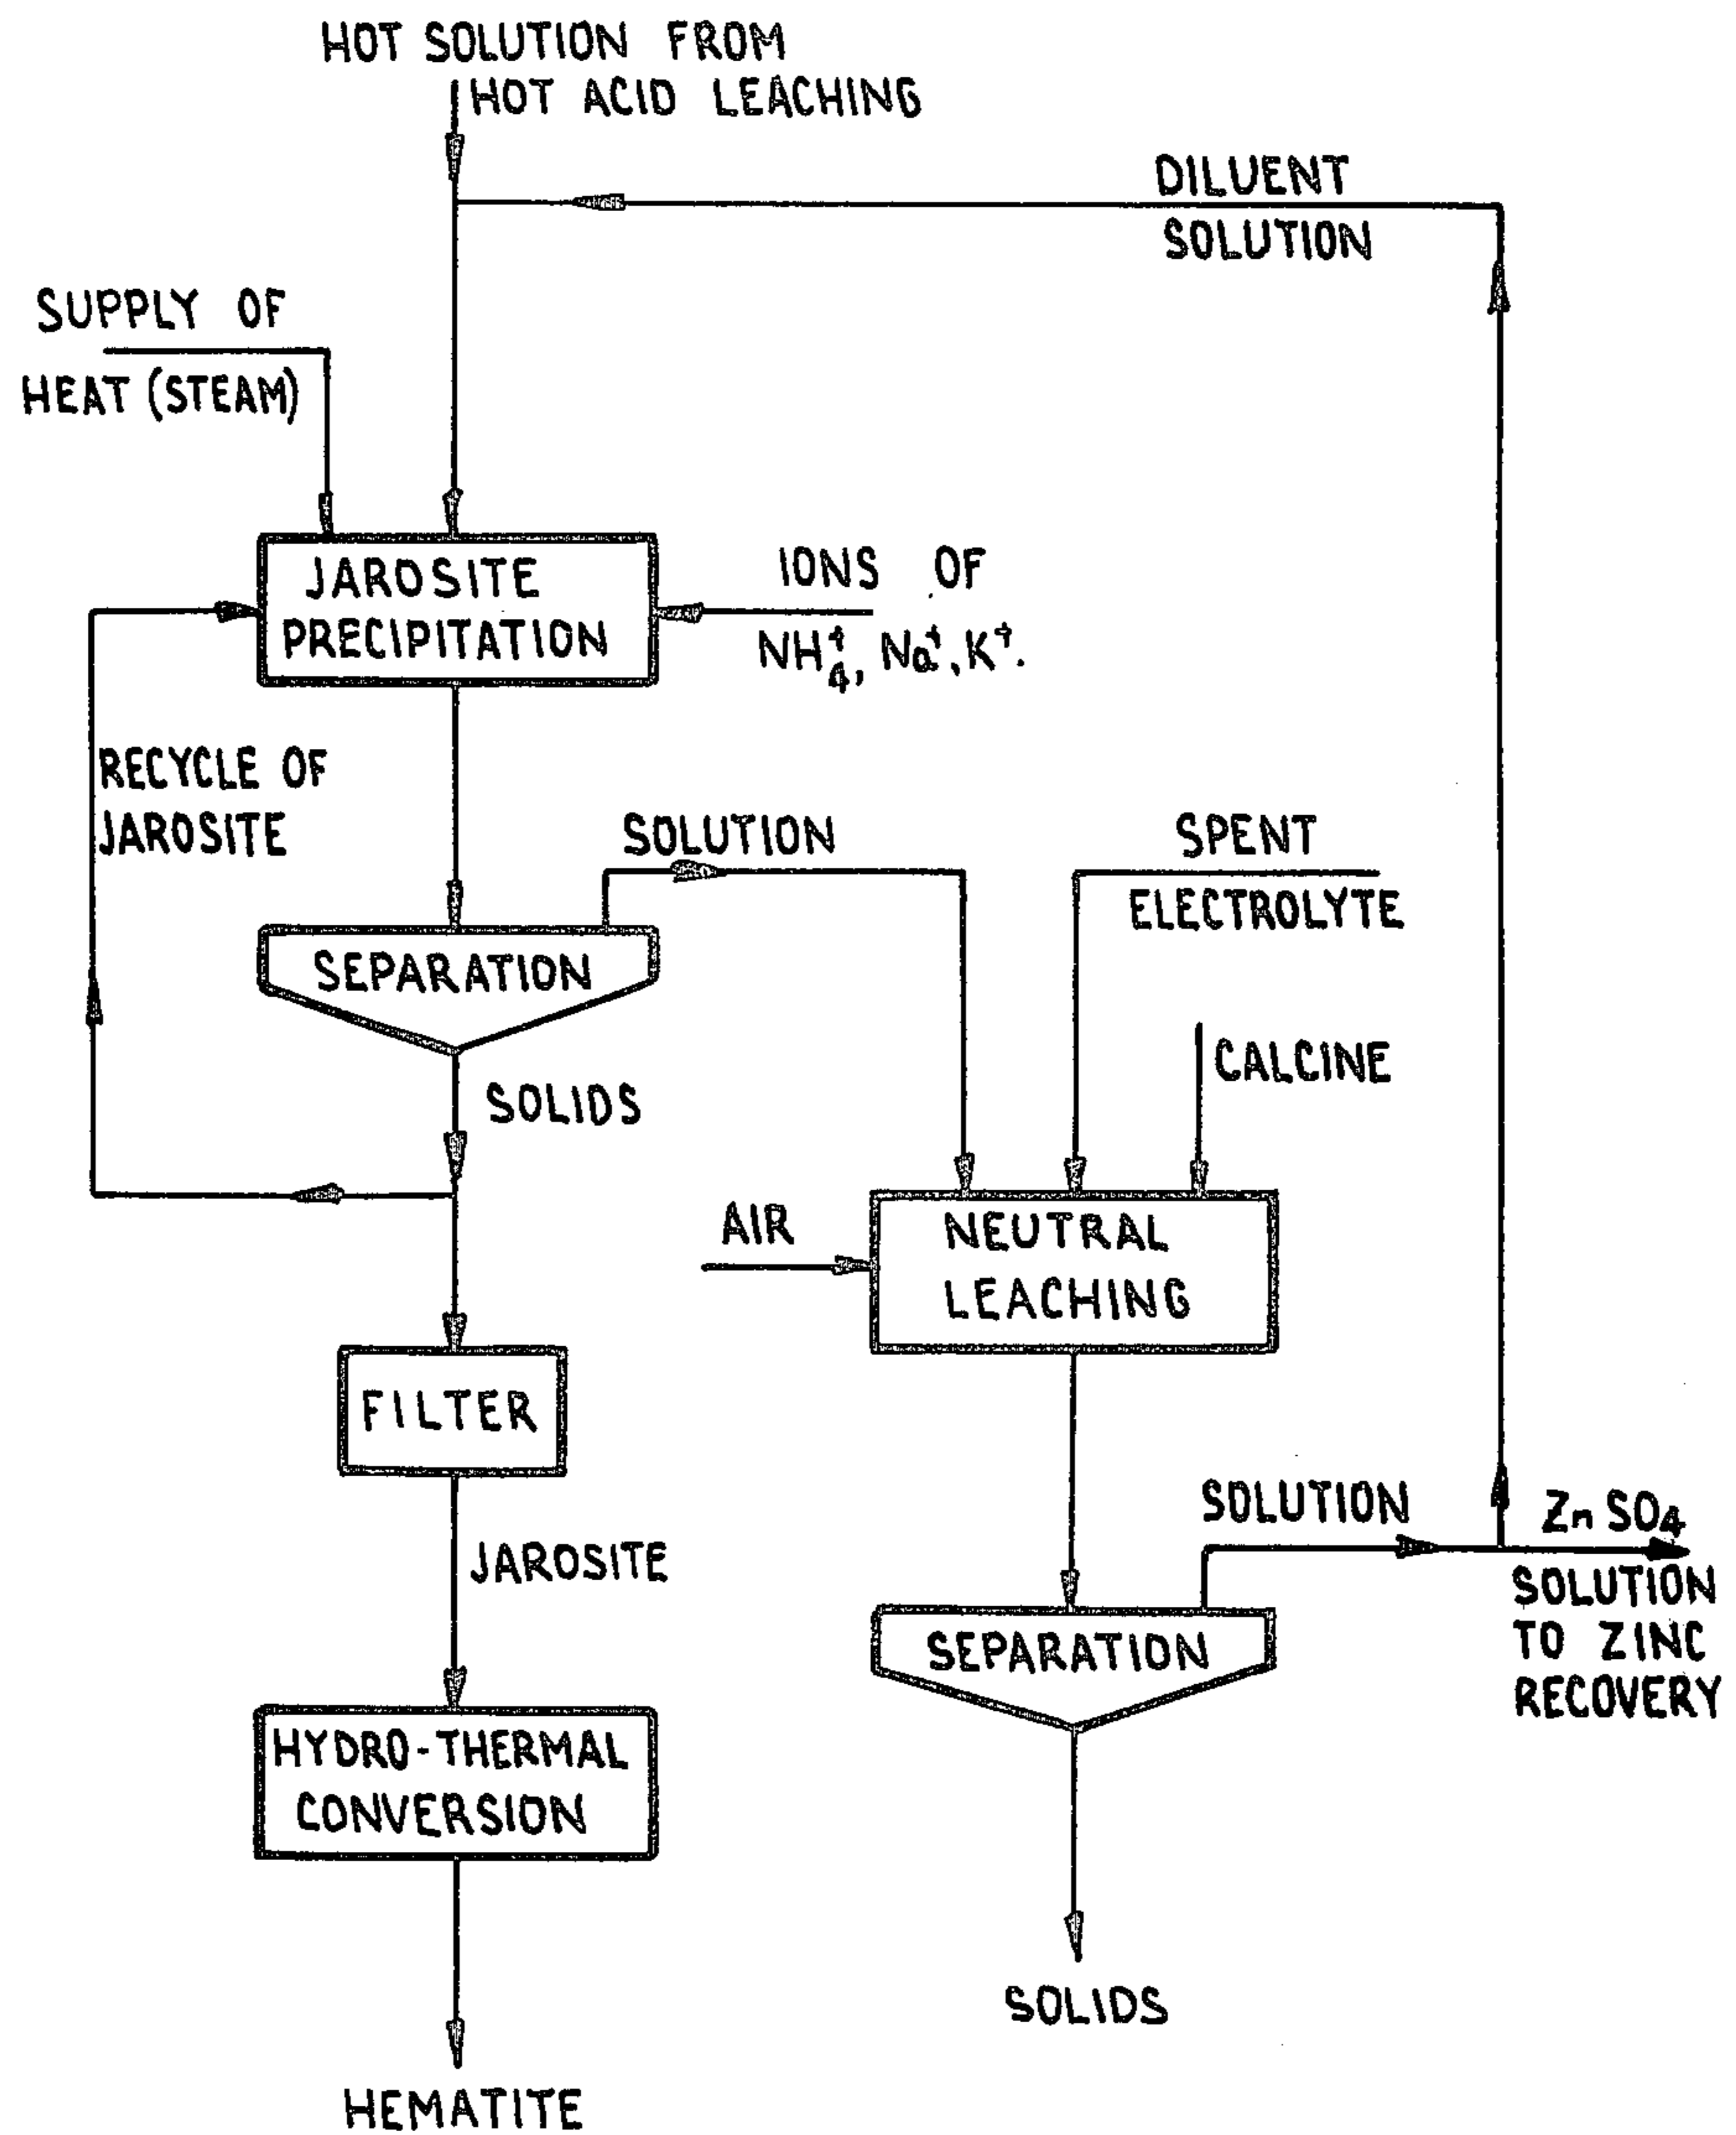 HOT SOLUTION FROM
HOT ACID LEACHING
DILUENT
SOLUTION
SUPPLY OF
HEAT (STEAM)
JAROSITE
PRECIPITATION
IONS OF
NH₄⁺, Na⁺, K⁺.
RECYCLE OF
JAROSITE
SOLUTION
SPENT
ELECTROLYTE
SEPARATION
CALCINE
SOLIDS
AIR
NEUTRAL
LEACHING
FILTER
SOLUTION
ZnSO₄
SOLUTION
TO ZINC
RECOVERY
JAROSITE
SEPARATION
HYDRO-THERMAL
CONVERSION
SOLIDS
HEMATITE